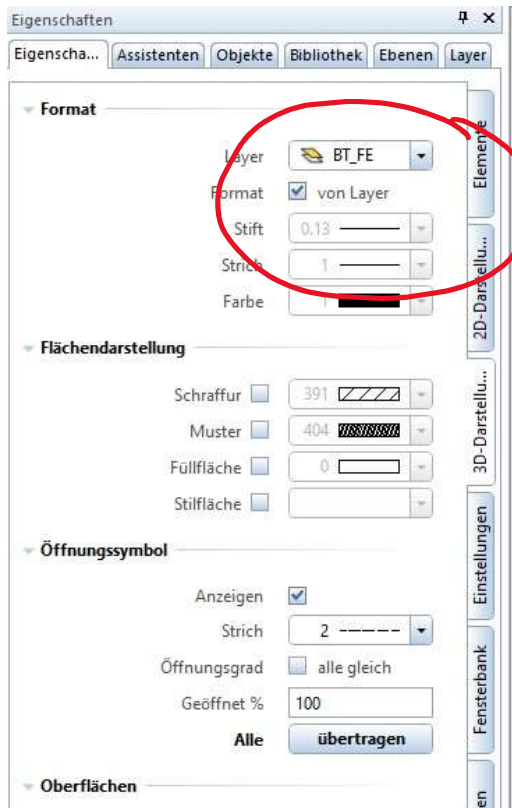 Eigenschaften
Eigenscha... Assistenten Objekte Bibliothek Ebenen Layer
Format
Layer BT_FE
Format von Layer
Stift 0.13
Strich 1
Farbe 1
Flächendarstellung
Schraffur 391
Muster 404
Füllfläche 0
Stilfläche
Öffnungssymbol
Anzeigen
Strich 2
Öffnungsgrad alle gleich
Geöffnet % 100
Alle übertragen
Oberflächen
Elemente
2D-Darstellu...
3D-Darstellu...
Einstellungen
Fensterbank
en